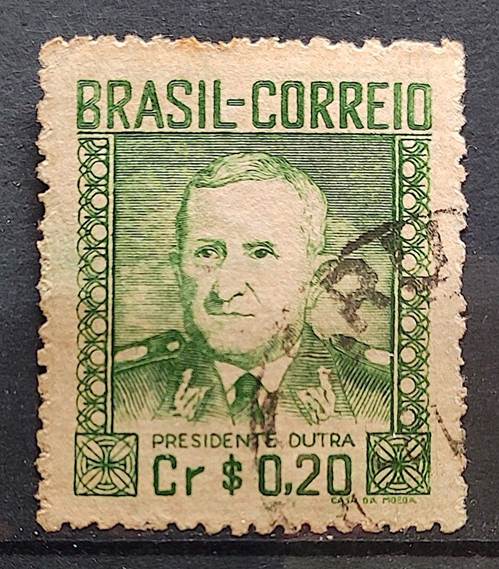 BRASIL-CORREIO
PRESIDENTE DUTRA
Cr $ 0,20
CASA DA MOEDA